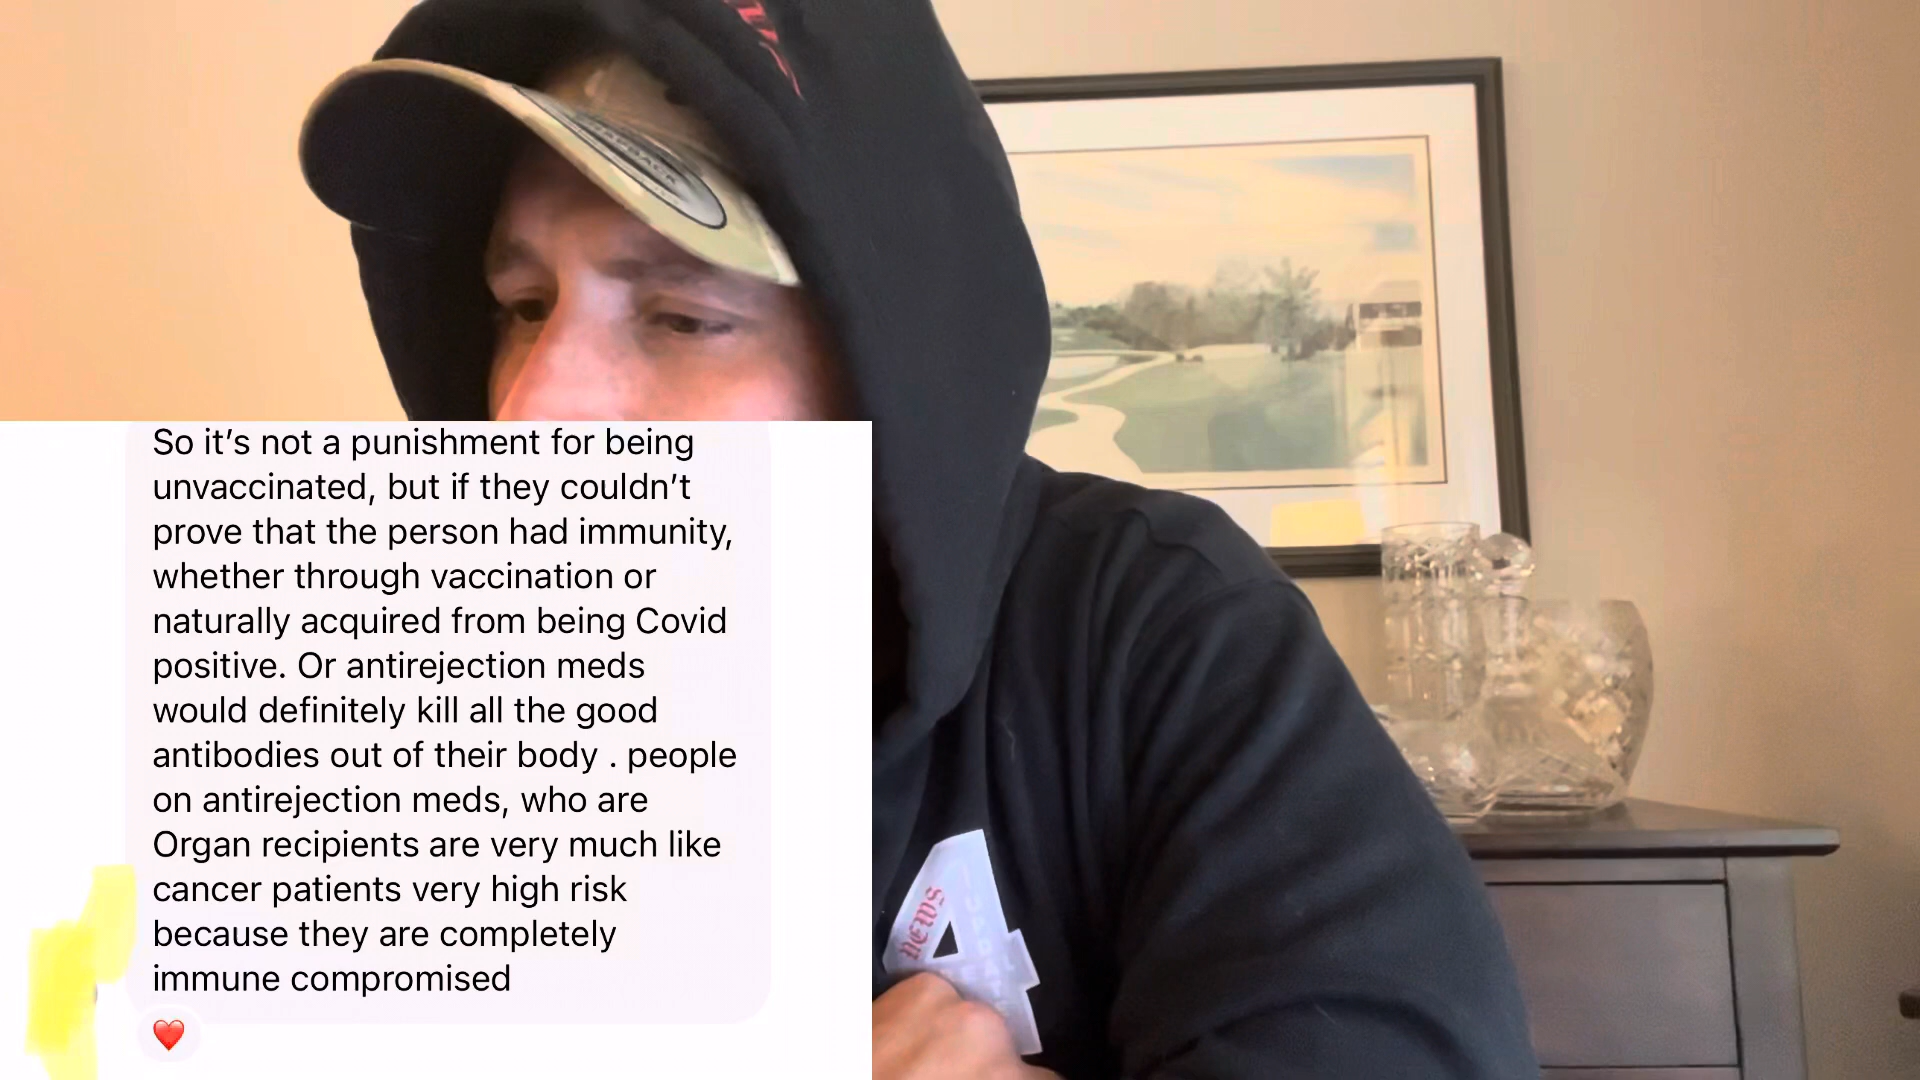 So it’s not a punishment for being
unvaccinated, but if they couldn’t
prove that the person had immunity,
whether through vaccination or
naturally acquired from being Covid
positive. Or antirejection meds
would definitely kill all the good
antibodies out of their body . people
on antirejection meds, who are
Organ recipients are very much like
cancer patients very high risk
because they are completely
immune compromised
NEWS
4